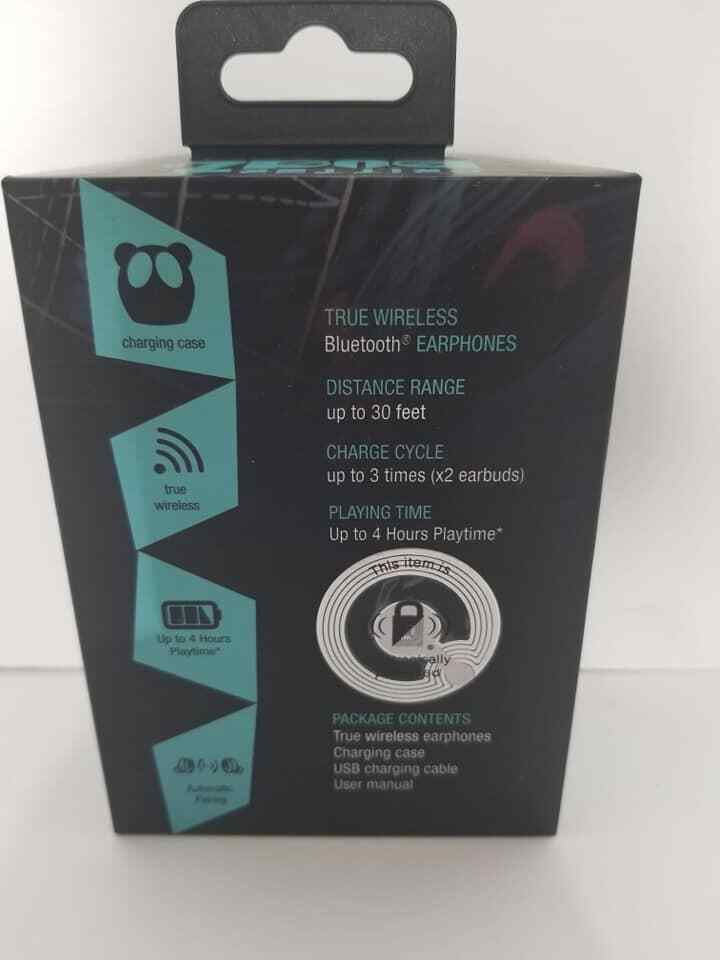 charging case
true
wireless
Up to 4 Hours
Playtime*
Automatic
Pairing
TRUE WIRELESS
Bluetooth® EARPHONES
DISTANCE RANGE
up to 30 feet
CHARGE CYCLE
up to 3 times (x2 earbuds)
PLAYING TIME
Up to 4 Hours Playtime*
This item is
PACKAGE CONTENTS
True wireless earphones
Charging case
USB charging cable
User manual